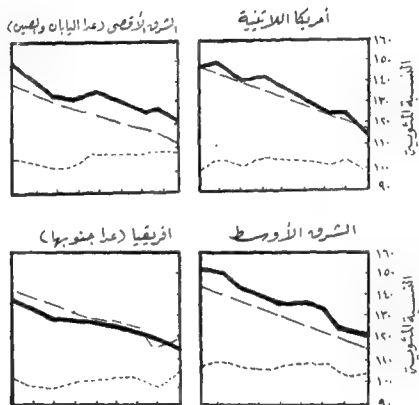 أمريكا اللاتينية
الشرق الأقصى (عدا اليابان والصين)
النسبة المئوية
١٦٠
١٥٠
١٤٠
١٣٠
١٢٠
١١٠
١٠٠
٩٠
الشرق الأوسط
افريقيا (عدا جنوبها)
النسبة المئوية
١٦٠
١٥٠
١٤٠
١٣٠
١٢٠
١١٠
١٠٠
٩٠